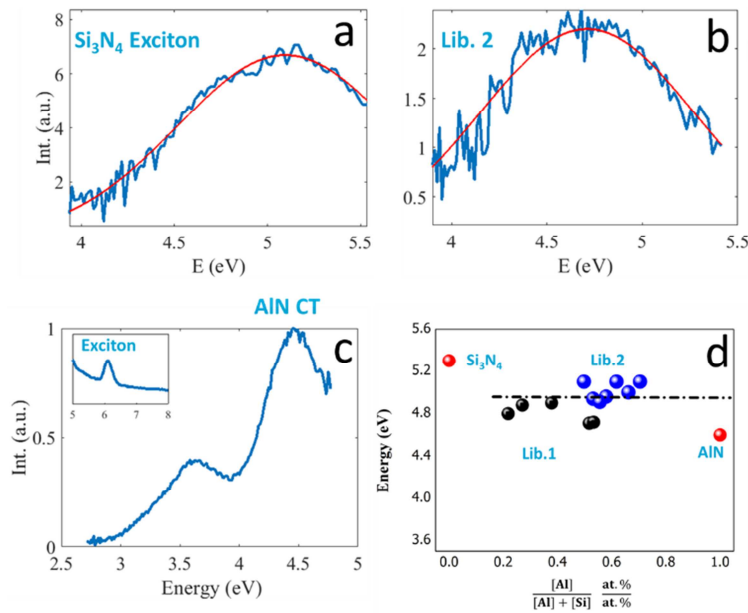 Si₃N₄ Exciton
a
Int. (a.u.)
8
6
4
2
4
4.5
5
5.5
E (eV)
Lib. 2
b
2
1.5
1
0.5
4
4.5
5
5.5
E (eV)
AlN CT
c
Exciton
5
6
7
8
Int. (a.u.)
1
0.5
0
2.5
3
3.5
4
4.5
5
Energy (eV)
d
Si₃N₄
Lib.2
Lib.1
AlN
Energy (eV)
5.6
5.2
4.8
4.4
4.0
3.6
0.0
0.2
0.4
0.6
0.8
1.0
[Al] at.%
[Al] + [Si] at.%